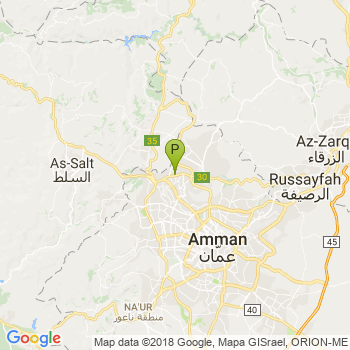 35
P
Az-Zarq
الزرقاء
As-Salt
السلط
30
Russayfah
الرصيفة
Amman
عمان
45
NA'UR
منطقة ناعور
40
Google
Map data ©2018 Google, Mapa GISrael, ORION-ME